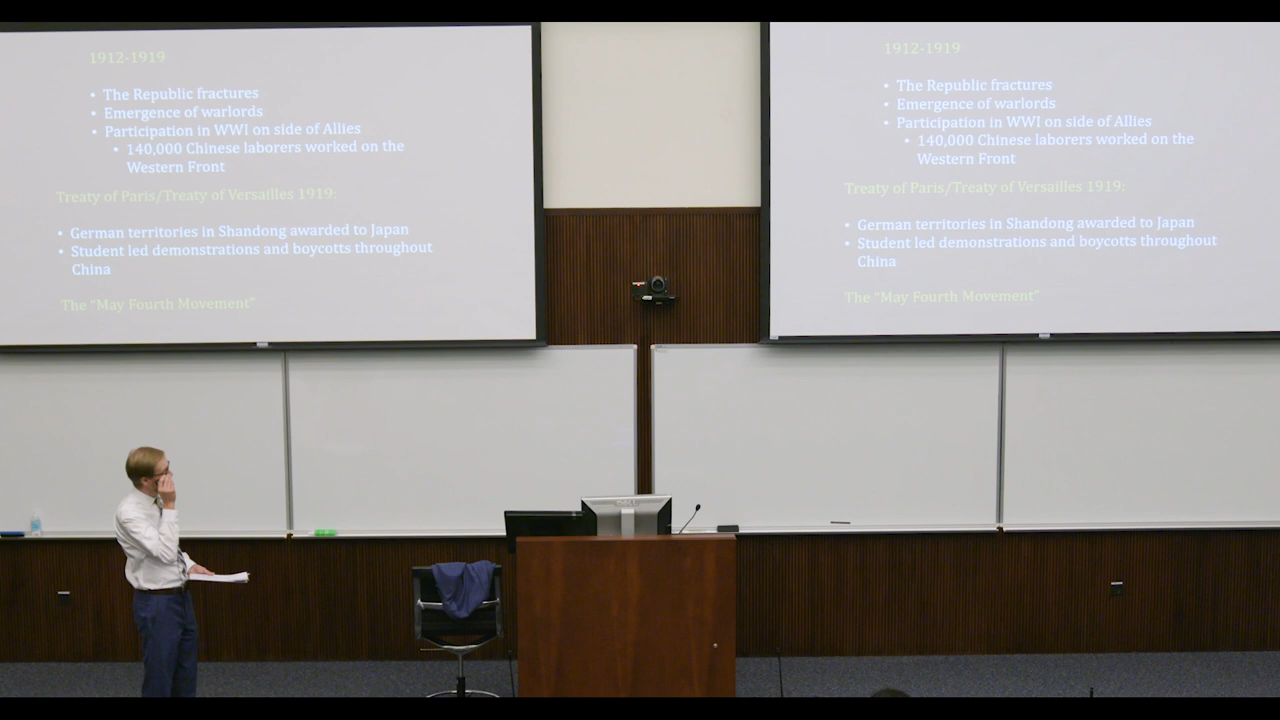 1912-1919
• The Republic fractures
• Emergence of warlords
• Participation in WWI on side of Allies
• 140,000 Chinese laborers worked on the
Western Front
Treaty of Paris/Treaty of Versailles 1919:
• German territories in Shandong awarded to Japan
• Student led demonstrations and boycotts throughout
China
The “May Fourth Movement”
1912-1919
• The Republic fractures
• Emergence of warlords
• Participation in WWI on side of Allies
• 140,000 Chinese laborers worked on the
Western Front
Treaty of Paris/Treaty of Versailles 1919:
• German territories in Shandong awarded to Japan
• Student led demonstrations and boycotts throughout
China
The “May Fourth Movement”
DELL